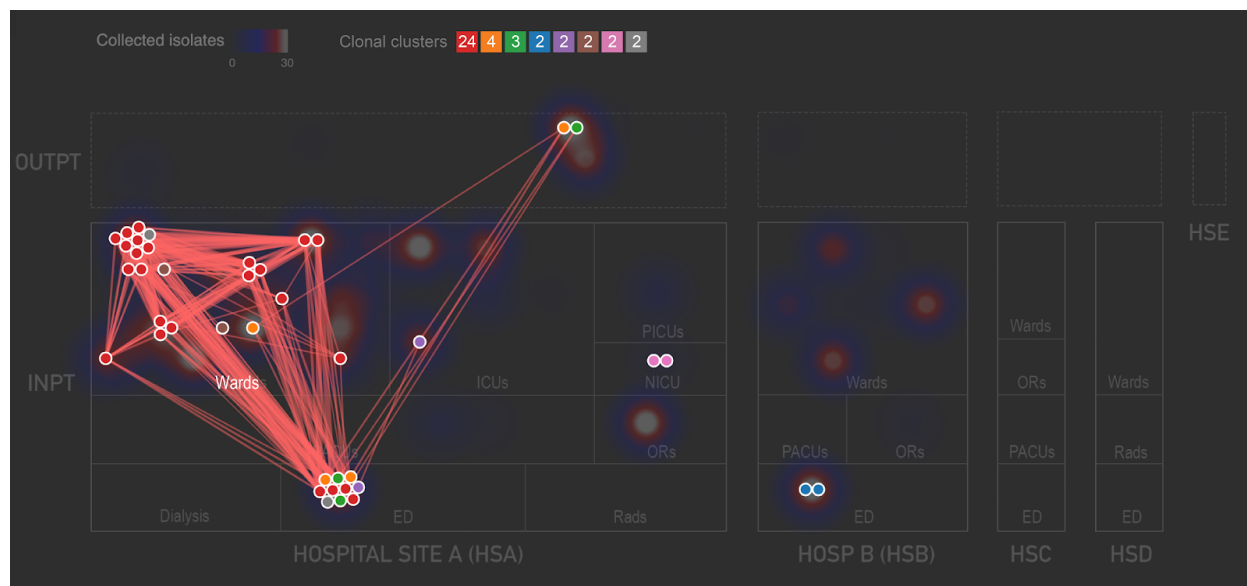 Collected isolates
0 30
Clonal clusters 24 4 3 2 2 2 2 2
OUTPT
HSE
INPT
Wards
ICUs
PICUs
NICU
ORs
Dialysis
ED
Rads
Wards
PACUs
ORs
ED
Wards
ORs
PACUs
ED
Wards
Rads
ED
HOSPITAL SITE A (HSA)
HOSP B (HSB)
HSC
HSD